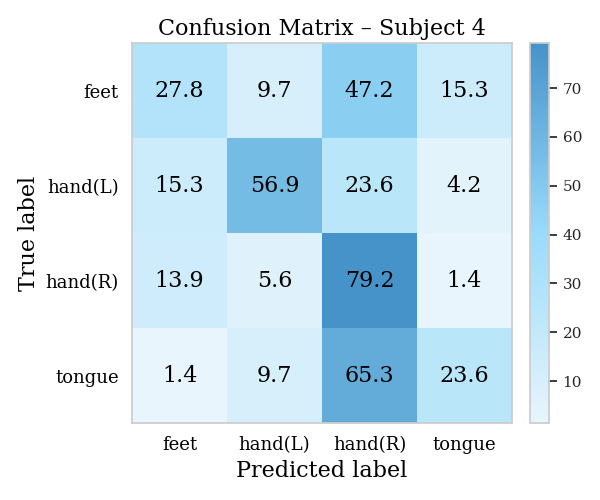 Confusion Matrix – Subject 4
True label
feet 27.8 9.7 47.2 15.3
hand(L) 15.3 56.9 23.6 4.2
hand(R) 13.9 5.6 79.2 1.4
tongue 1.4 9.7 65.3 23.6
feet hand(L) hand(R) tongue
Predicted label
70
60
50
40
30
20
10